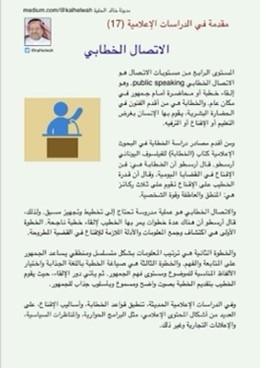 مدونة خالد الحلوة medium.com/@kalhelwah
مقدمة في الدراسات الإعلامية (17)
@kalhelwah
الاتصال الخطابي
المستوى الرابع من مستويات الاتصال هو
الاتصال الخطابي public speaking، وهو
إلقاء خطبة أو محاضرة أمام جمهور في
مكان عام. والخطابة هي من أقدم الفنون في
الحضارة البشرية، يقوم بها الإنسان بغرض
التعليم أو الإقناع أو الترفيه.
ومن أقدم مصادر دراسة الخطابة في البحوث
الإعلامية كتاب (الخطابة) للفيلسوف اليوناني
أرسطو. قال أرسطو أن الخطابة هي: فن
الإقناع في القضايا اليومية. وقال أن قدرة
الخطيب على الإقناع تقوم على ثلاث ركائز
هي: المنطق والعاطفة وقوة الشخصية.
والاتصال الخطابي هو عملية مدروسة تحتاج إلى تخطيط وتجهيز مسبق. ولذلك،
قال أرسطو أن هناك عدة خطوات يمر بها الخطيب لإلقاء خطبة ناجحة. الخطوة
الأولى هي اكتشاف وجمع المعلومات والأدلة اللازمة للإقناع في القضية المطروحة.
والخطوة الثانية هي ترتيب المعلومات بشكل متسلسل ومنطقي يساعد الجمهور
على المتابعة والفهم. والخطوة الثالثة هي صياغة الخطبة باللغة الجذابة واختيار
الألفاظ المناسبة للموضوع ومستوى فهم الجمهور. ثم يأتي دور الإلقاء، حيث يقوم
الخطيب بتقديم الخطبة بصوت واضح ومسموع وبأسلوب جذاب للجمهور.
وفي الدراسات الإعلامية الحديثة، تنطبق قواعد الخطابة، وأساليب الإقناع، على
العديد من أشكال المحتوى الإعلامي، مثل البرامج الحوارية، والمناظرات السياسية،
والإعلانات التجارية وغير ذلك.